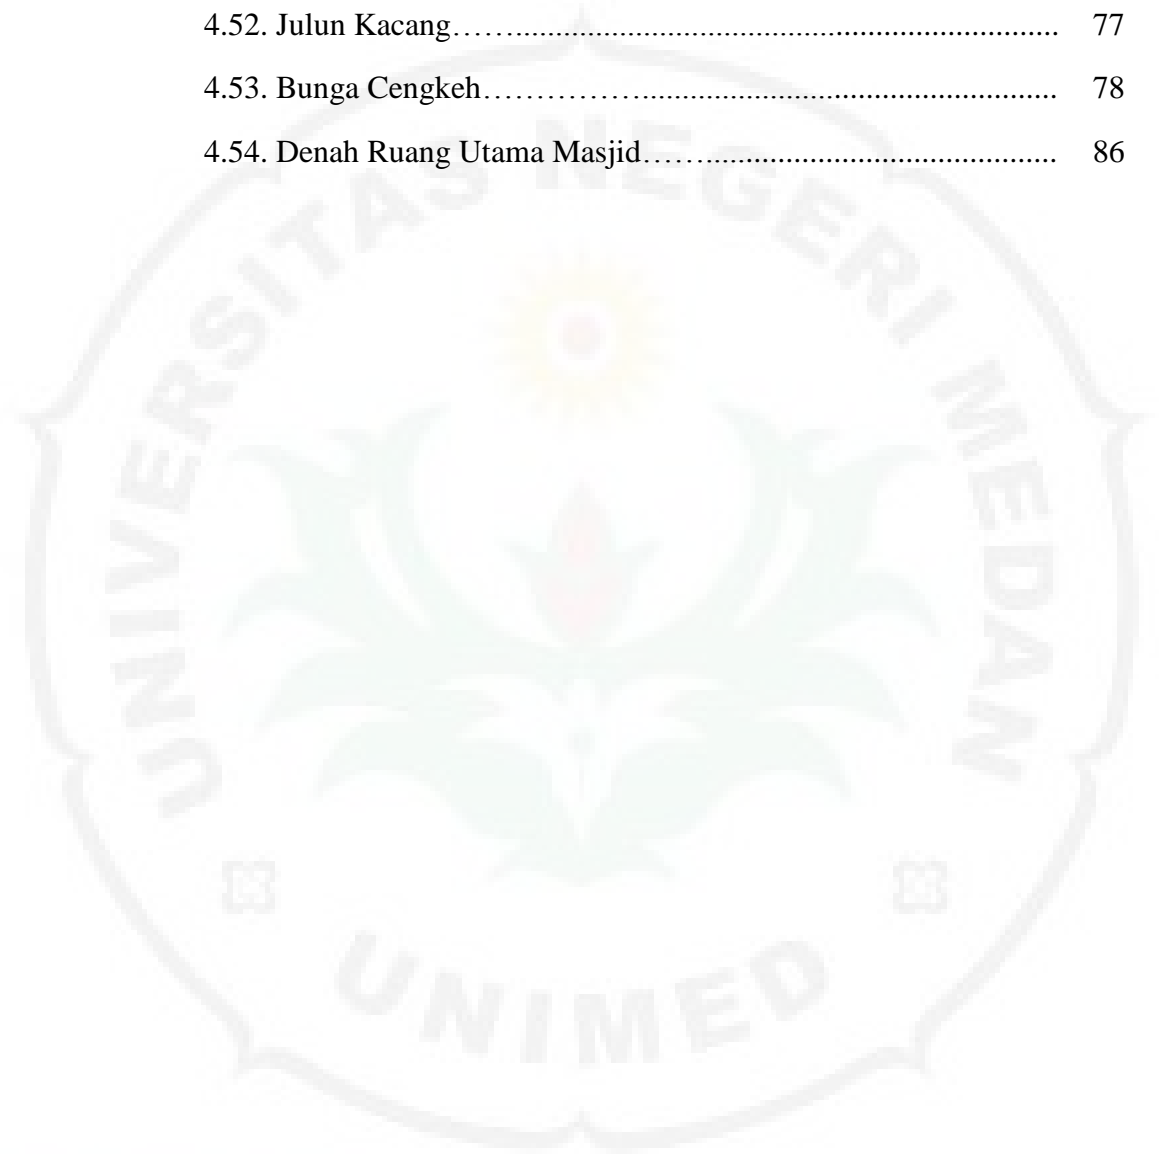 4.52. Julun Kacang........................................................................ 77
4.53. Bunga Cengkeh..................................................................... 78
4.54. Denah Ruang Utama Masjid................................................ 86
UNIVERSITAS NEGERI MEDAN
UNIMED